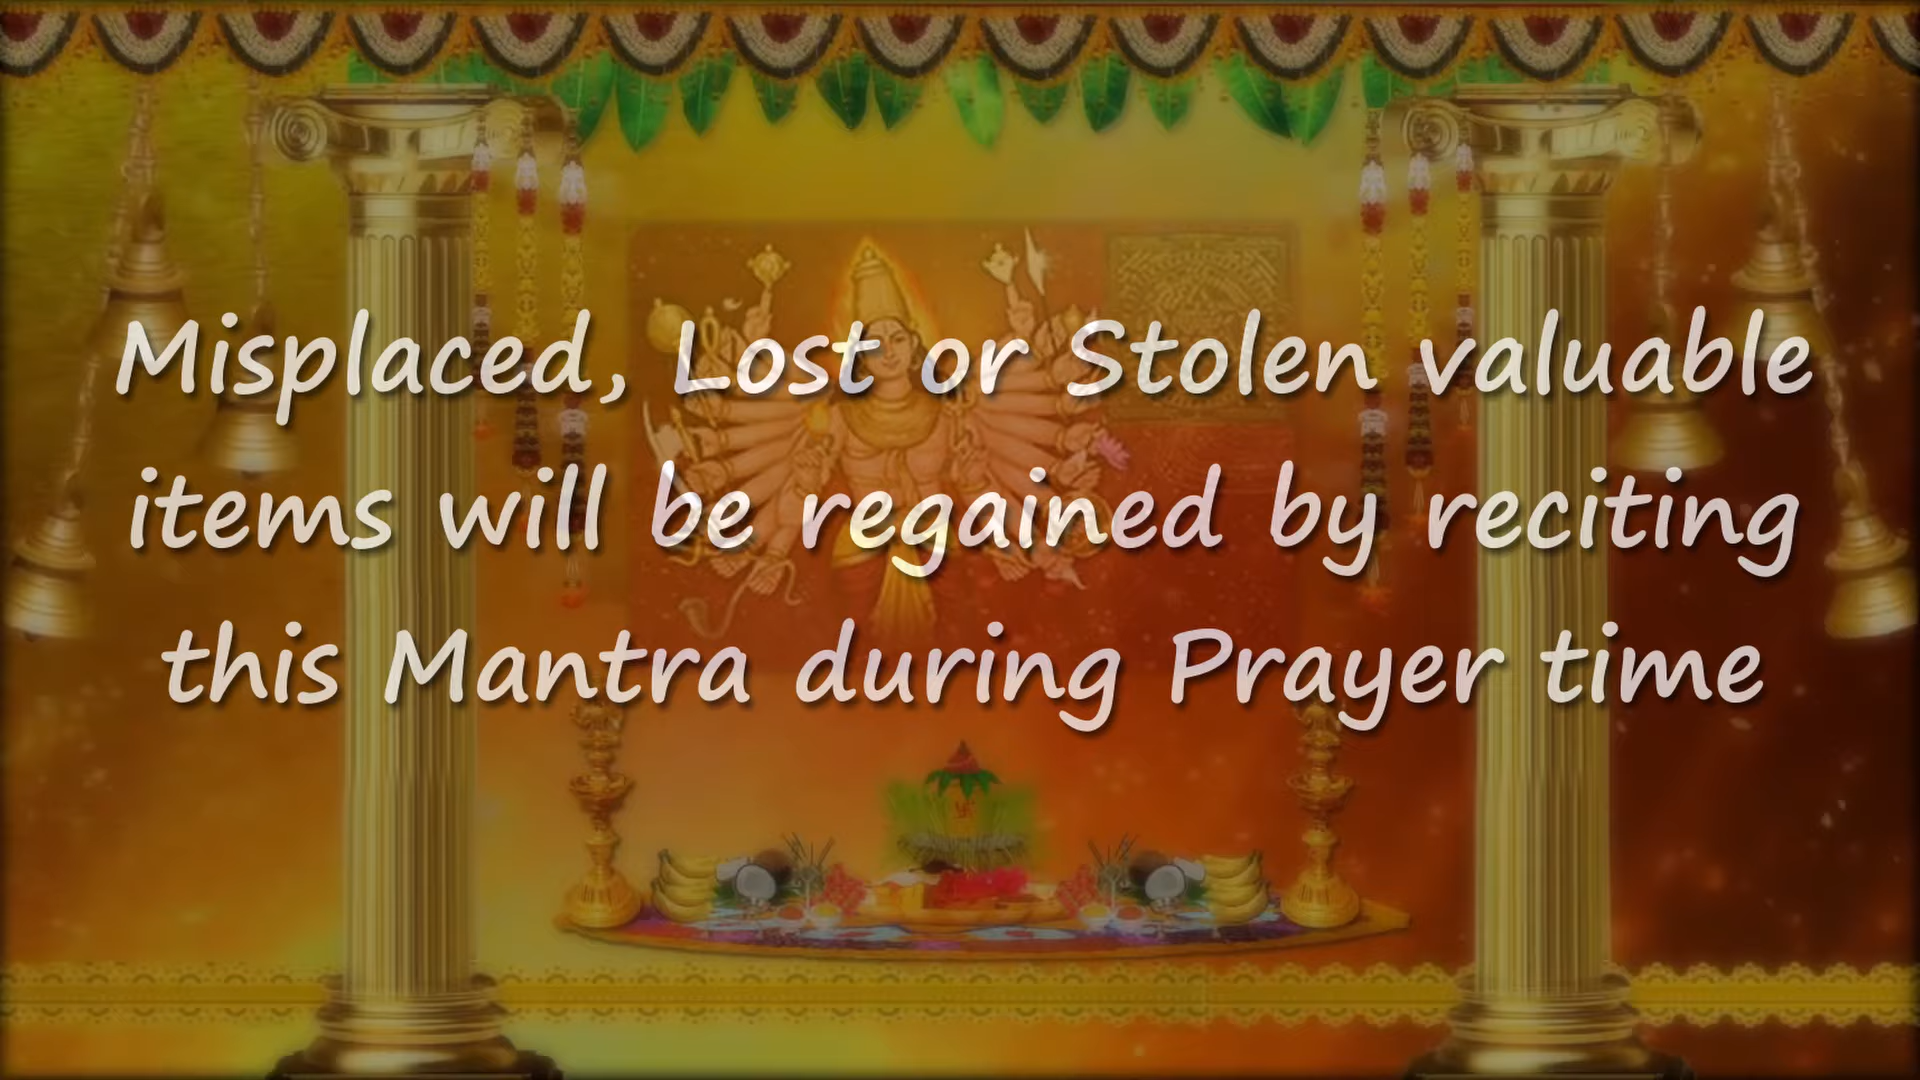 Misplaced, Lost or Stolen valuable
items will be regained by reciting
this Mantra during Prayer time